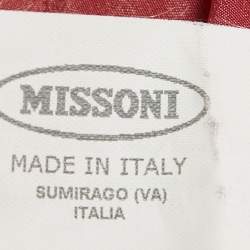 MISSONI
MADE IN ITALY
SUMIRAGO (VA)
ITALIA